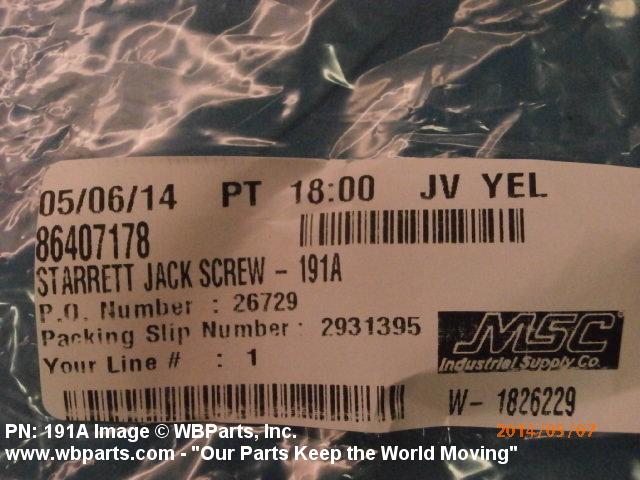 05/06/14 PT 18:00 JV YEL
86407178
STARRETT JACK SCREW - 191A
P.O. Number : 26729
Packing Slip Number : 2931395
Your Line # : 1
MSC
Industrial Supply Co.
W- 1826229
2014/05/07
PN: 191A Image © WBParts, Inc.
www.wbparts.com - "Our Parts Keep the World Moving"